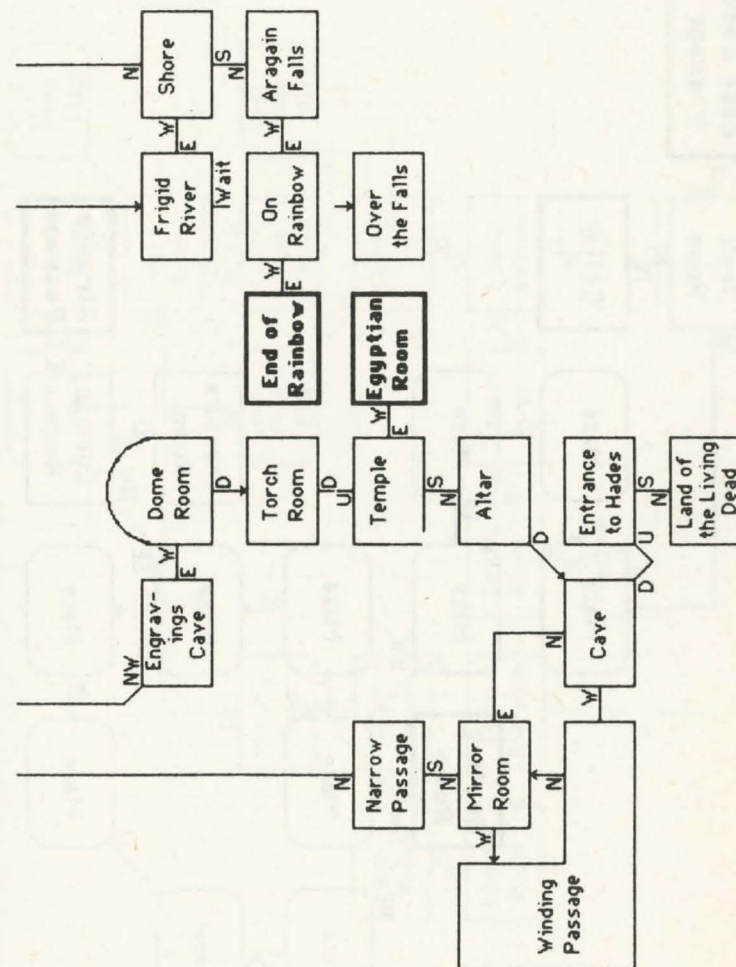 NW
N
Engrav-
ings
Cave
E
W
Dome
Room
Frigid
River
E
W
Shore
D
Wait
S
N
Torch
Room
End of
Rainbow
E
W
On
Rainbow
E
W
Aragain
Falls
D
U
N
Narrow
Passage
Temple
E
W
Egyptian
Room
Over
the Falls
S
S
N
N
W
Mirror
Room
E
Altar
D
N
N
Winding
Passage
W
Cave
D
Entrance
to Hades
U
S
N
Land of
the Living
Dead